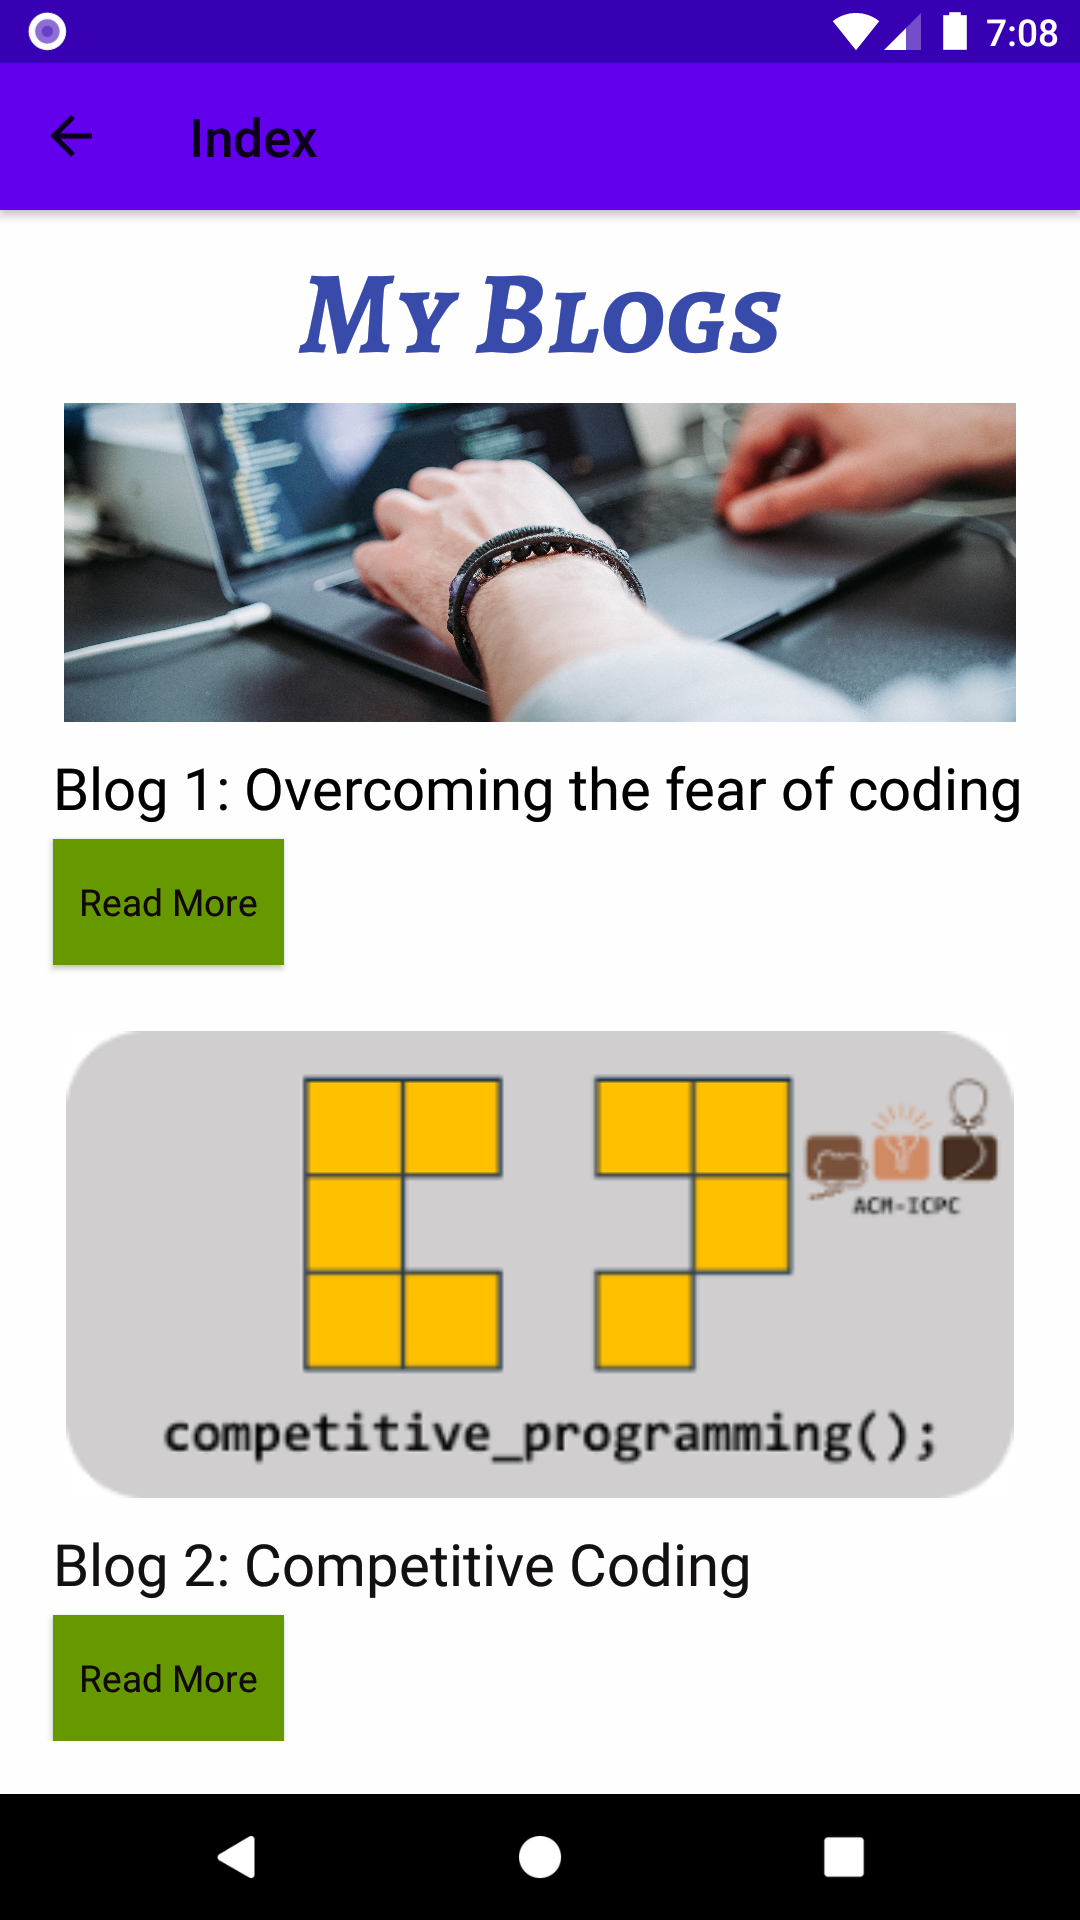 7:08
Index
My Blogs
Blog 1: Overcoming the fear of coding
Read More
ACM-ICPC
competitive_programming();
Blog 2: Competitive Coding
Read More